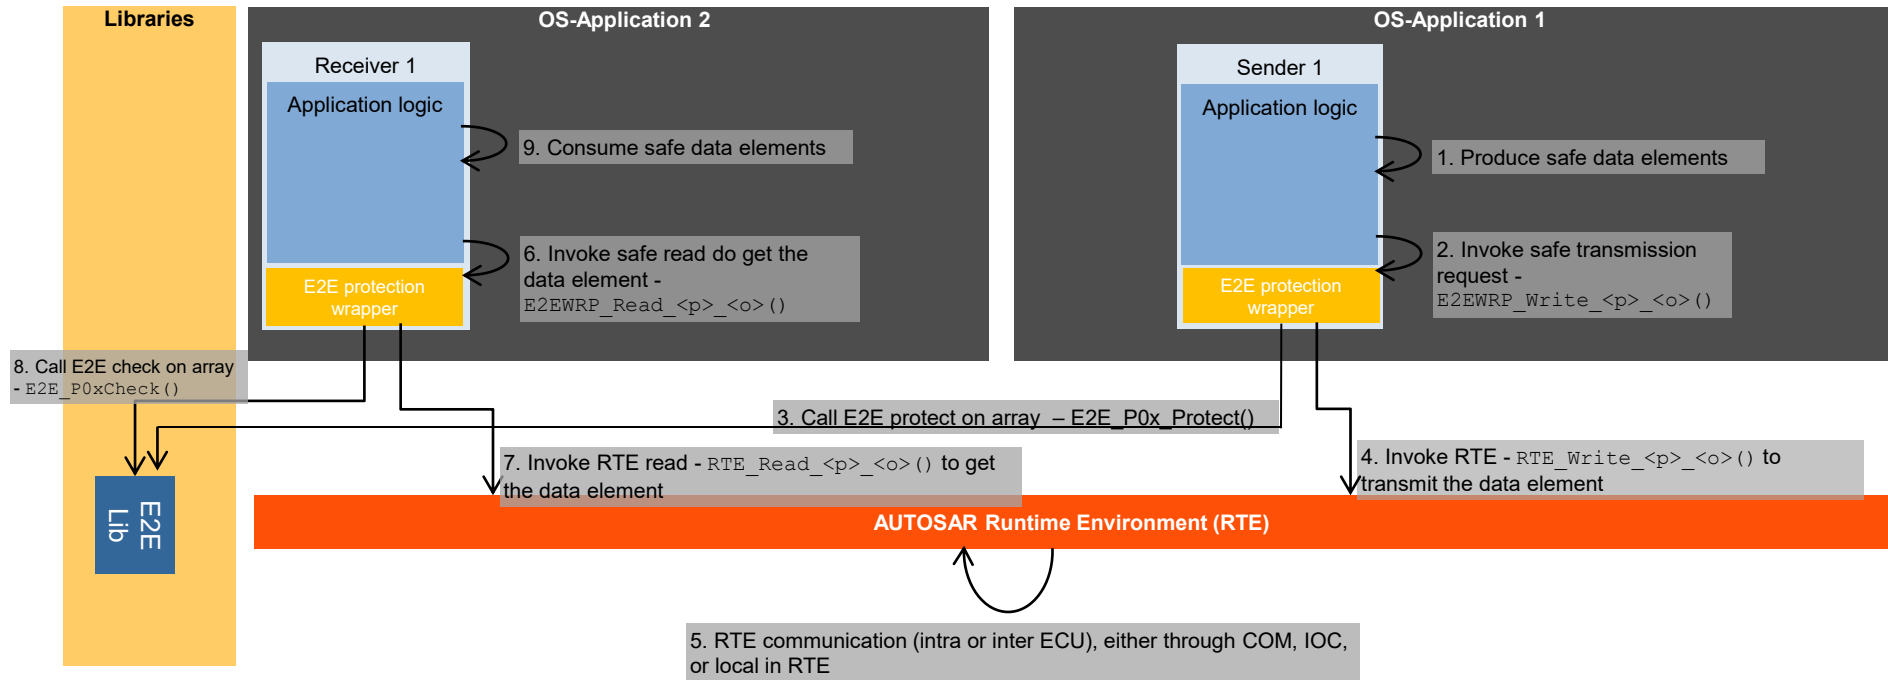 Libraries
OS-Application 2
OS-Application 1
Receiver 1
Application logic
9. Consume safe data elements
6. Invoke safe read do get the
data element -
E2EWRP_Read_<p>_<o>()
E2E protection
wrapper
Sender 1
Application logic
1. Produce safe data elements
2. Invoke safe transmission
request -
E2EWRP_Write_<p>_<o>()
E2E protection
wrapper
8. Call E2E check on array
- E2E_P0xCheck()
3. Call E2E protect on array – E2E_P0x_Protect()
7. Invoke RTE read - RTE_Read_<p>_<o>() to get
the data element
4. Invoke RTE - RTE_Write_<p>_<o>() to
transmit the data element
E2E
Lib
AUTOSAR Runtime Environment (RTE)
5. RTE communication (intra or inter ECU), either through COM, IOC,
or local in RTE